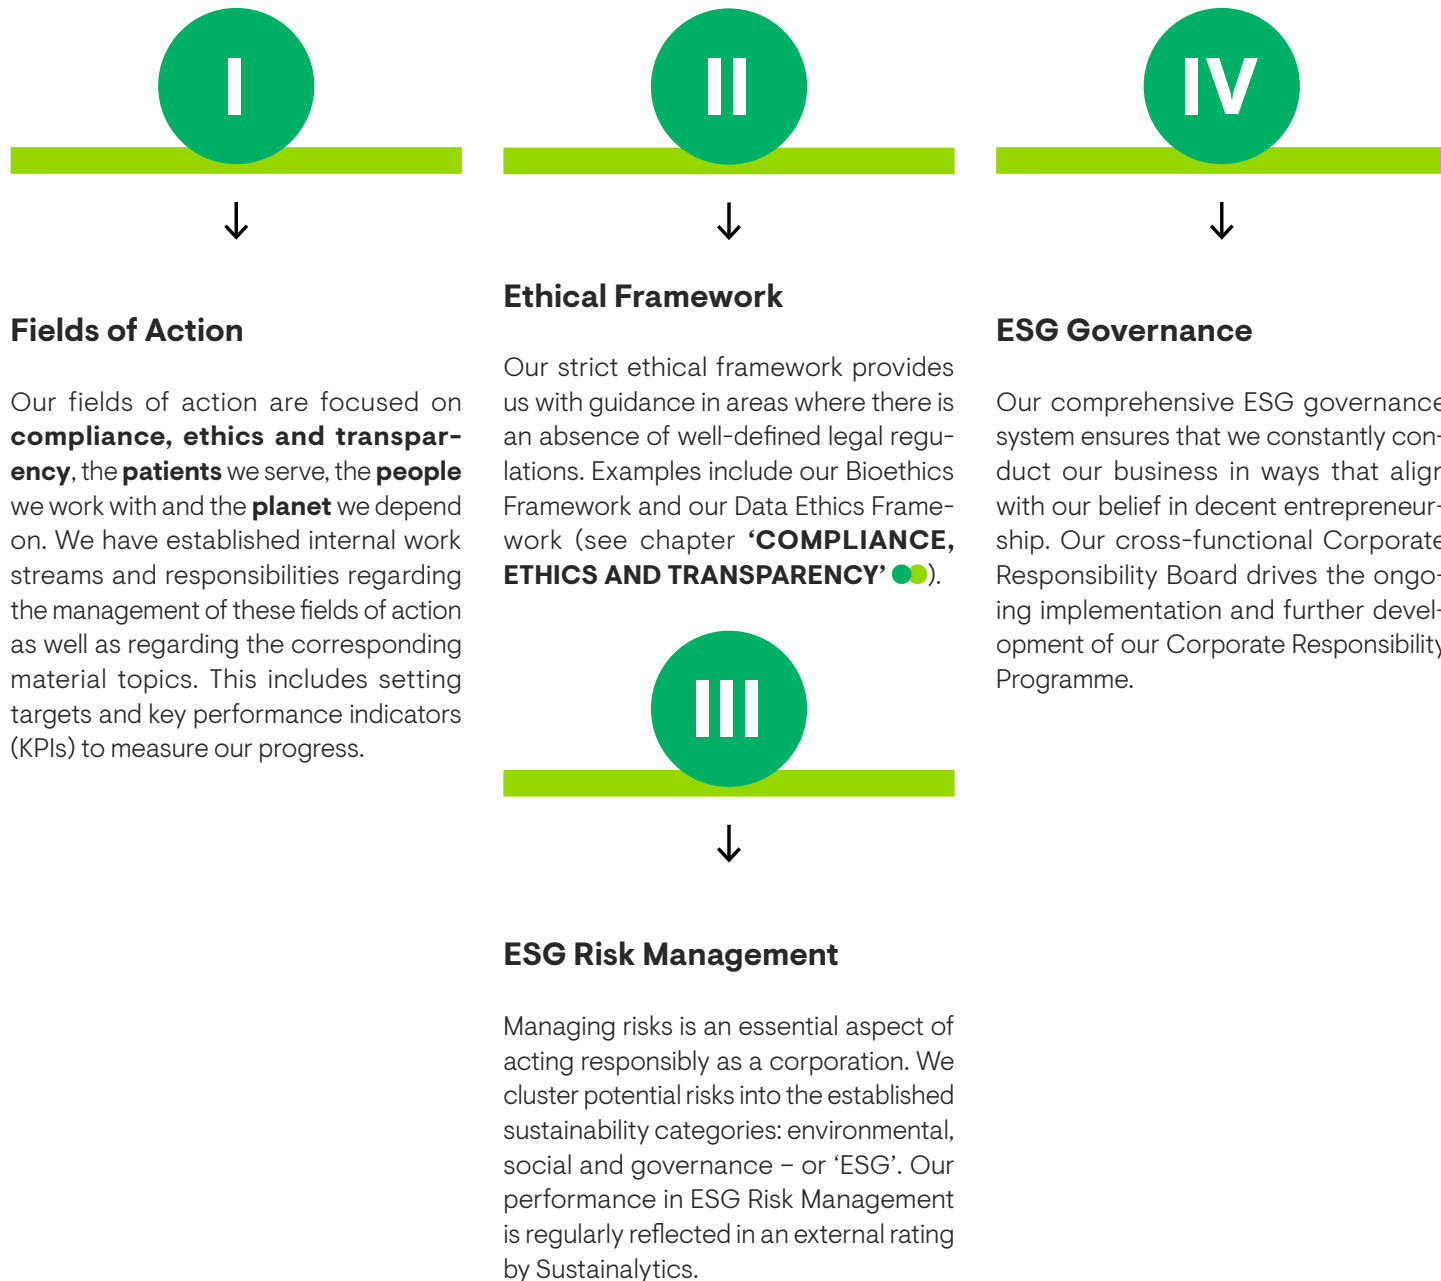 I
Fields of Action
Our fields of action are focused on
compliance, ethics and transpar-
ency, the patients we serve, the people
we work with and the planet we depend
on. We have established internal work
streams and responsibilities regarding
the management of these fields of action
as well as regarding the corresponding
material topics. This includes setting
targets and key performance indicators
(KPIs) to measure our progress.
II
Ethical Framework
Our strict ethical framework provides
us with guidance in areas where there is
an absence of well-defined legal regu-
lations. Examples include our Bioethics
Framework and our Data Ethics Frame-
work (see chapter ‘COMPLIANCE,
ETHICS AND TRANSPARENCY’ ).
III
ESG Risk Management
Managing risks is an essential aspect of
acting responsibly as a corporation. We
cluster potential risks into the established
sustainability categories: environmental,
social and governance – or ‘ESG’. Our
performance in ESG Risk Management
is regularly reflected in an external rating
by Sustainalytics.
IV
ESG Governance
Our comprehensive ESG governance
system ensures that we constantly con-
duct our business in ways that align
with our belief in decent entrepreneur-
ship. Our cross-functional Corporate
Responsibility Board drives the ongo-
ing implementation and further devel-
opment of our Corporate Responsibility
Programme.